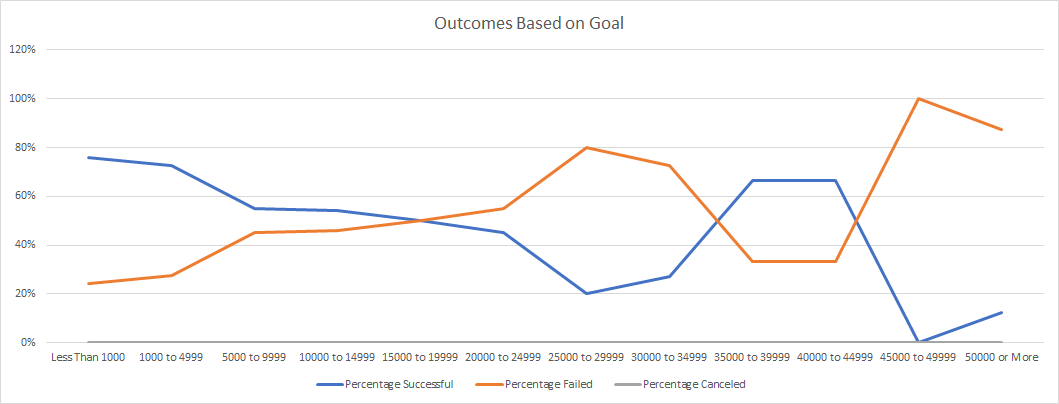 Outcomes Based on Goal
120%
100%
80%
60%
40%
20%
0%
Less Than 1000 1000 to 4999 5000 to 9999 10000 to 14999 15000 to 19999 20000 to 24999 25000 to 29999 30000 to 34999 35000 to 39999 40000 to 44999 45000 to 49999 50000 or More
Percentage Successful Percentage Failed Percentage Canceled